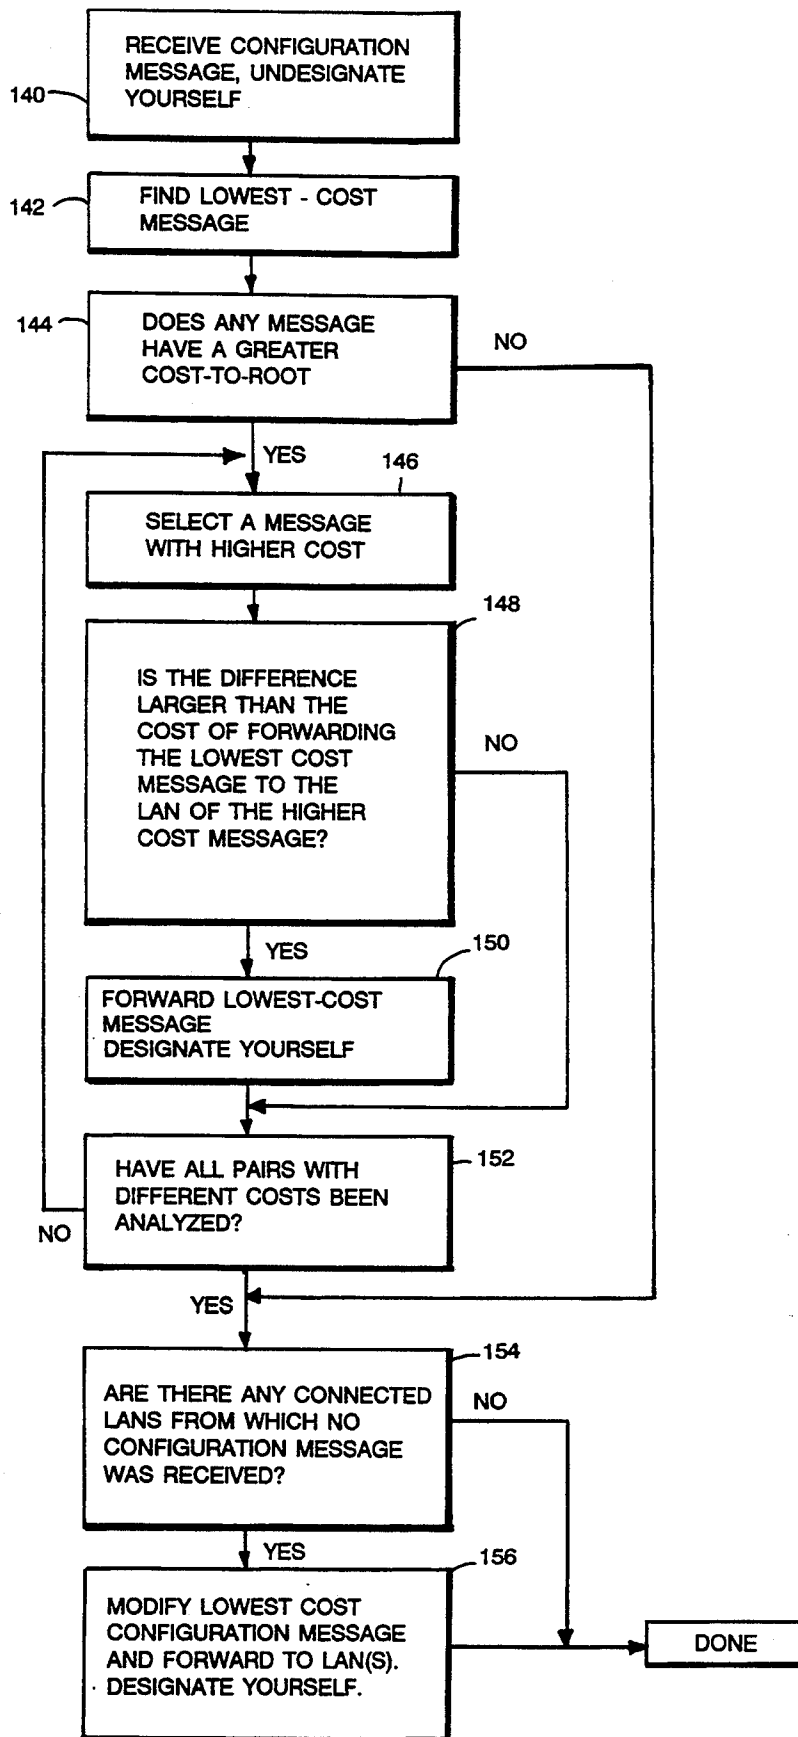 RECEIVE CONFIGURATION
MESSAGE, UNDESIGNATE
YOURSELF
140
FIND LOWEST - COST
MESSAGE
142
144
DOES ANY MESSAGE
HAVE A GREATER
COST-TO-ROOT
NO
YES
146
SELECT A MESSAGE
WITH HIGHER COST
148
IS THE DIFFERENCE
LARGER THAN THE
COST OF FORWARDING
THE LOWEST COST
MESSAGE TO THE
LAN OF THE HIGHER
COST MESSAGE?
NO
YES
150
FORWARD LOWEST-COST
MESSAGE
DESIGNATE YOURSELF
152
HAVE ALL PAIRS WITH
DIFFERENT COSTS BEEN
ANALYZED?
NO
YES
154
ARE THERE ANY CONNECTED
LANS FROM WHICH NO
CONFIGURATION MESSAGE
WAS RECEIVED?
NO
YES
156
MODIFY LOWEST COST
CONFIGURATION MESSAGE
AND FORWARD TO LAN(S).
DESIGNATE YOURSELF.
DONE